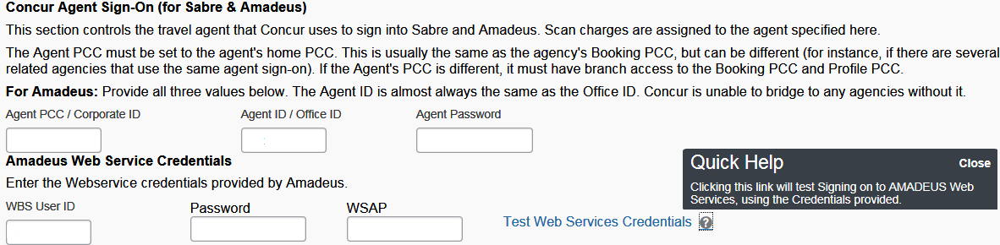 Concur Agent Sign-On (for Sabre & Amadeus)
This section controls the travel agent that Concur uses to sign into Sabre and Amadeus. Scan charges are assigned to the agent specified here.
The Agent PCC must be set to the agent's home PCC. This is usually the same as the agency's Booking PCC, but can be different (for instance, if there are several
related agencies that use the same agent sign-on). If the Agent's PCC is different, it must have branch access to the Booking PCC and Profile PCC.
For Amadeus: Provide all three values below. The Agent ID is almost always the same as the Office ID. Concur is unable to bridge to any agencies without it.
Agent PCC / Corporate ID Agent ID / Office ID Agent Password
Amadeus Web Service Credentials
Quick Help Close
Enter the Webservice credentials provided by Amadeus.
Clicking this link will test Signing on to AMADEUS Web
Services, using the Credentials provided.
WBS User ID Password WSAP
Test Web Services Credentials ?